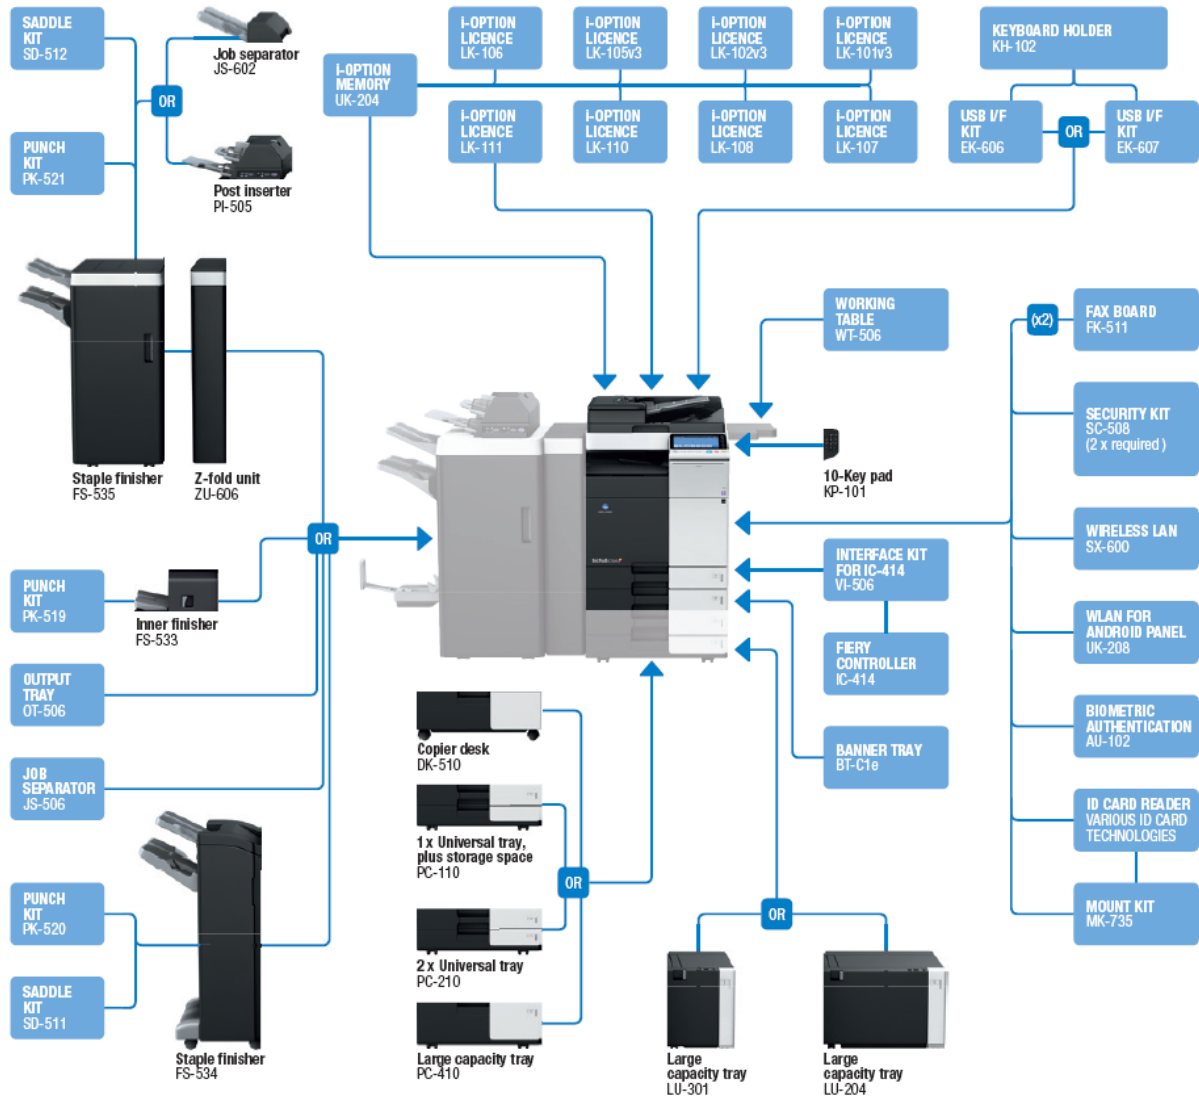 SADDLE
KIT
SD-512
Job separator
JS-602
OR
PUNCH
KIT
PK-521
Post inserter
PI-505
i-OPTION
MEMORY
UK-204
i-OPTION
LICENCE
LK-106
i-OPTION
LICENCE
LK-105v3
i-OPTION
LICENCE
LK-102v3
i-OPTION
LICENCE
LK-101v3
i-OPTION
LICENCE
LK-111
i-OPTION
LICENCE
LK-110
i-OPTION
LICENCE
LK-108
i-OPTION
LICENCE
LK-107
KEYBOARD HOLDER
KH-102
USB I/F
KIT
EK-606
OR
USB I/F
KIT
EK-607
Staple finisher
FS-535
Z-fold unit
ZU-606
OR
PUNCH
KIT
PK-519
Inner finisher
FS-533
OUTPUT
TRAY
OT-506
JOB
SEPARATOR
JS-506
PUNCH
KIT
PK-520
SADDLE
KIT
SD-511
Staple finisher
FS-534
WORKING
TABLE
WT-506
10-Key pad
KP-101
INTERFACE KIT
FOR IC-414
VI-506
FIERY
CONTROLLER
IC-414
BANNER TRAY
BT-C1e
(x2)
FAX BOARD
FK-511
SECURITY KIT
SC-508
(2 x required )
WIRELESS LAN
SX-600
WLAN FOR
ANDROID PANEL
UK-208
BIOMETRIC
AUTHENTICATION
AU-102
ID CARD READER
VARIOUS ID CARD
TECHNOLOGIES
MOUNT KIT
MK-735
Copier desk
DK-510
1 x Universal tray,
plus storage space
PC-110
OR
2 x Universal tray
PC-210
Large capacity tray
PC-410
OR
Large
capacity tray
LU-301
Large
capacity tray
LU-204